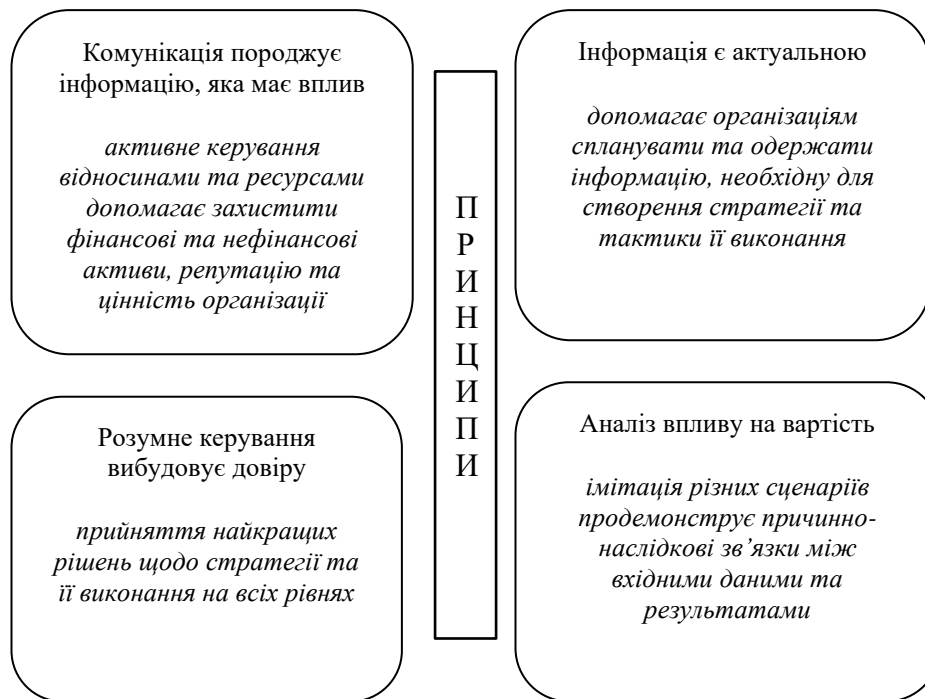 Комунікація породжує
інформацію, яка має вплив
активне керування
відносинами та ресурсами
допомагає захистити
фінансові та нефінансові
активи, репутацію та
цінність організації
Інформація є актуальною
допомагає організаціям
спланувати та одержати
інформацію, необхідну для
створення стратегії та
тактики її виконання
П
Р
И
Н
Ц
И
П
И
Розумне керування
вибудовує довіру
прийняття найкращих
рішень щодо стратегії та
її виконання на всіх рівнях
Аналіз впливу на вартість
імітація різних сценаріїв
продемонструє причинно-
наслідкові зв’язки між
вхідними даними та
результатами